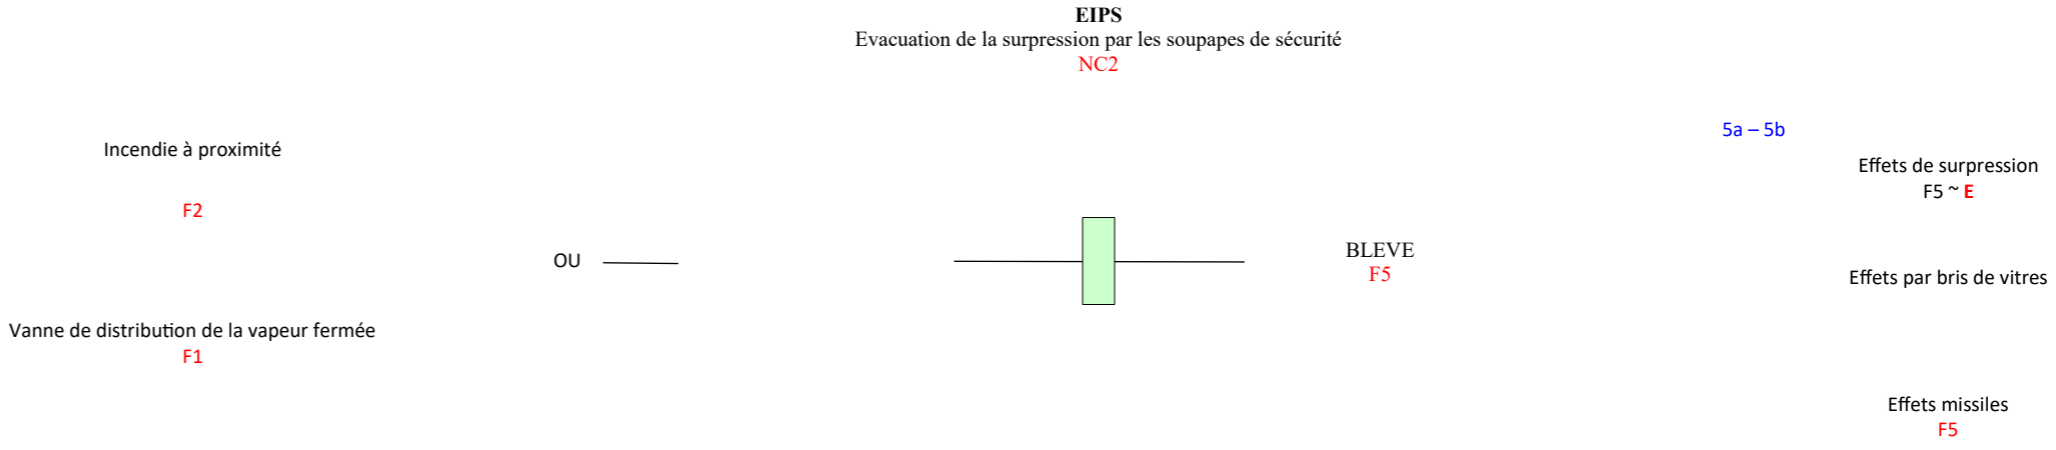 EIPS
Evacuation de la surpression par les soupapes de sécurité
NC2
5a – 5b
Incendie à proximité
F2
Effets de surpression
F5 ~ E
OU
BLEVE
F5
Effets par bris de vitres
Vanne de distribution de la vapeur fermée
F1
Effets missiles
F5